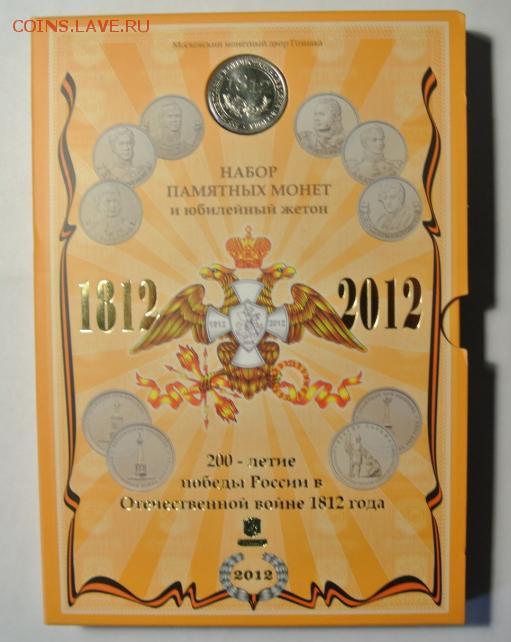 COINS.LAVE.RU
Московский монетный двор Гознака
НАБОР
ПАМЯТНЫХ МОНЕТ
и юбилейный жетон
1812
2012
1812
2012
200 - летие
победы России в
Отечественной войне 1812 года
2012